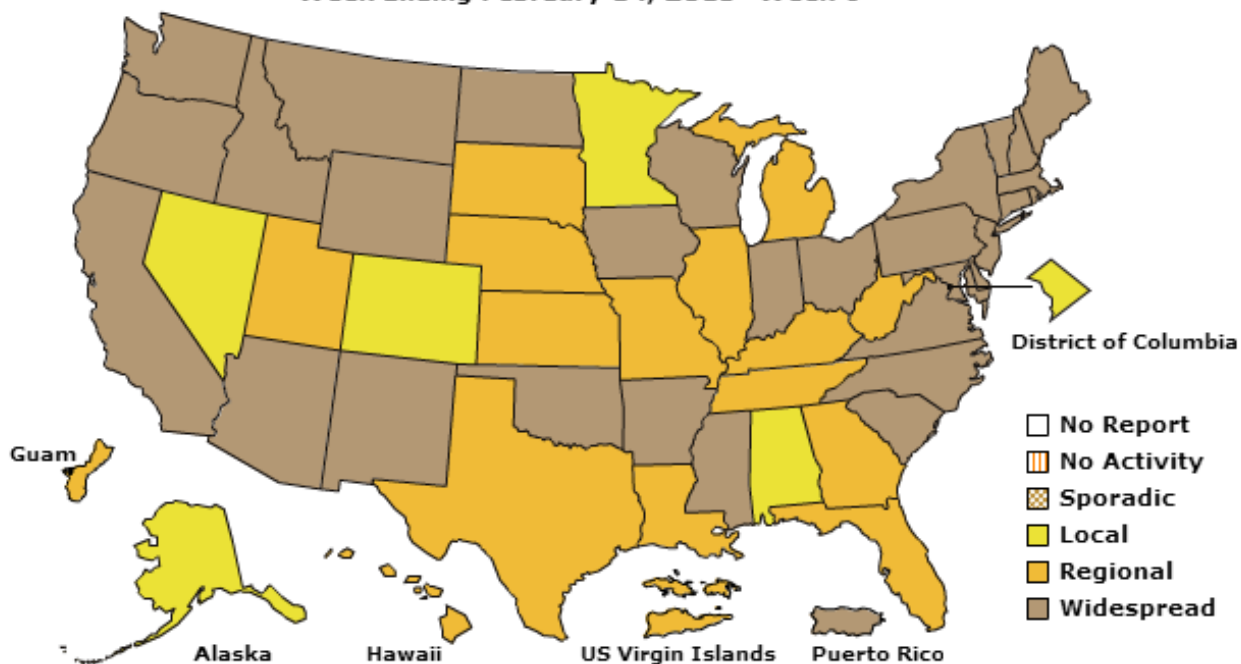 District of Columbia
No Report
Guam
No Activity
Sporadic
Local
Regional
Widespread
Alaska
Hawaii
US Virgin Islands
Puerto Rico